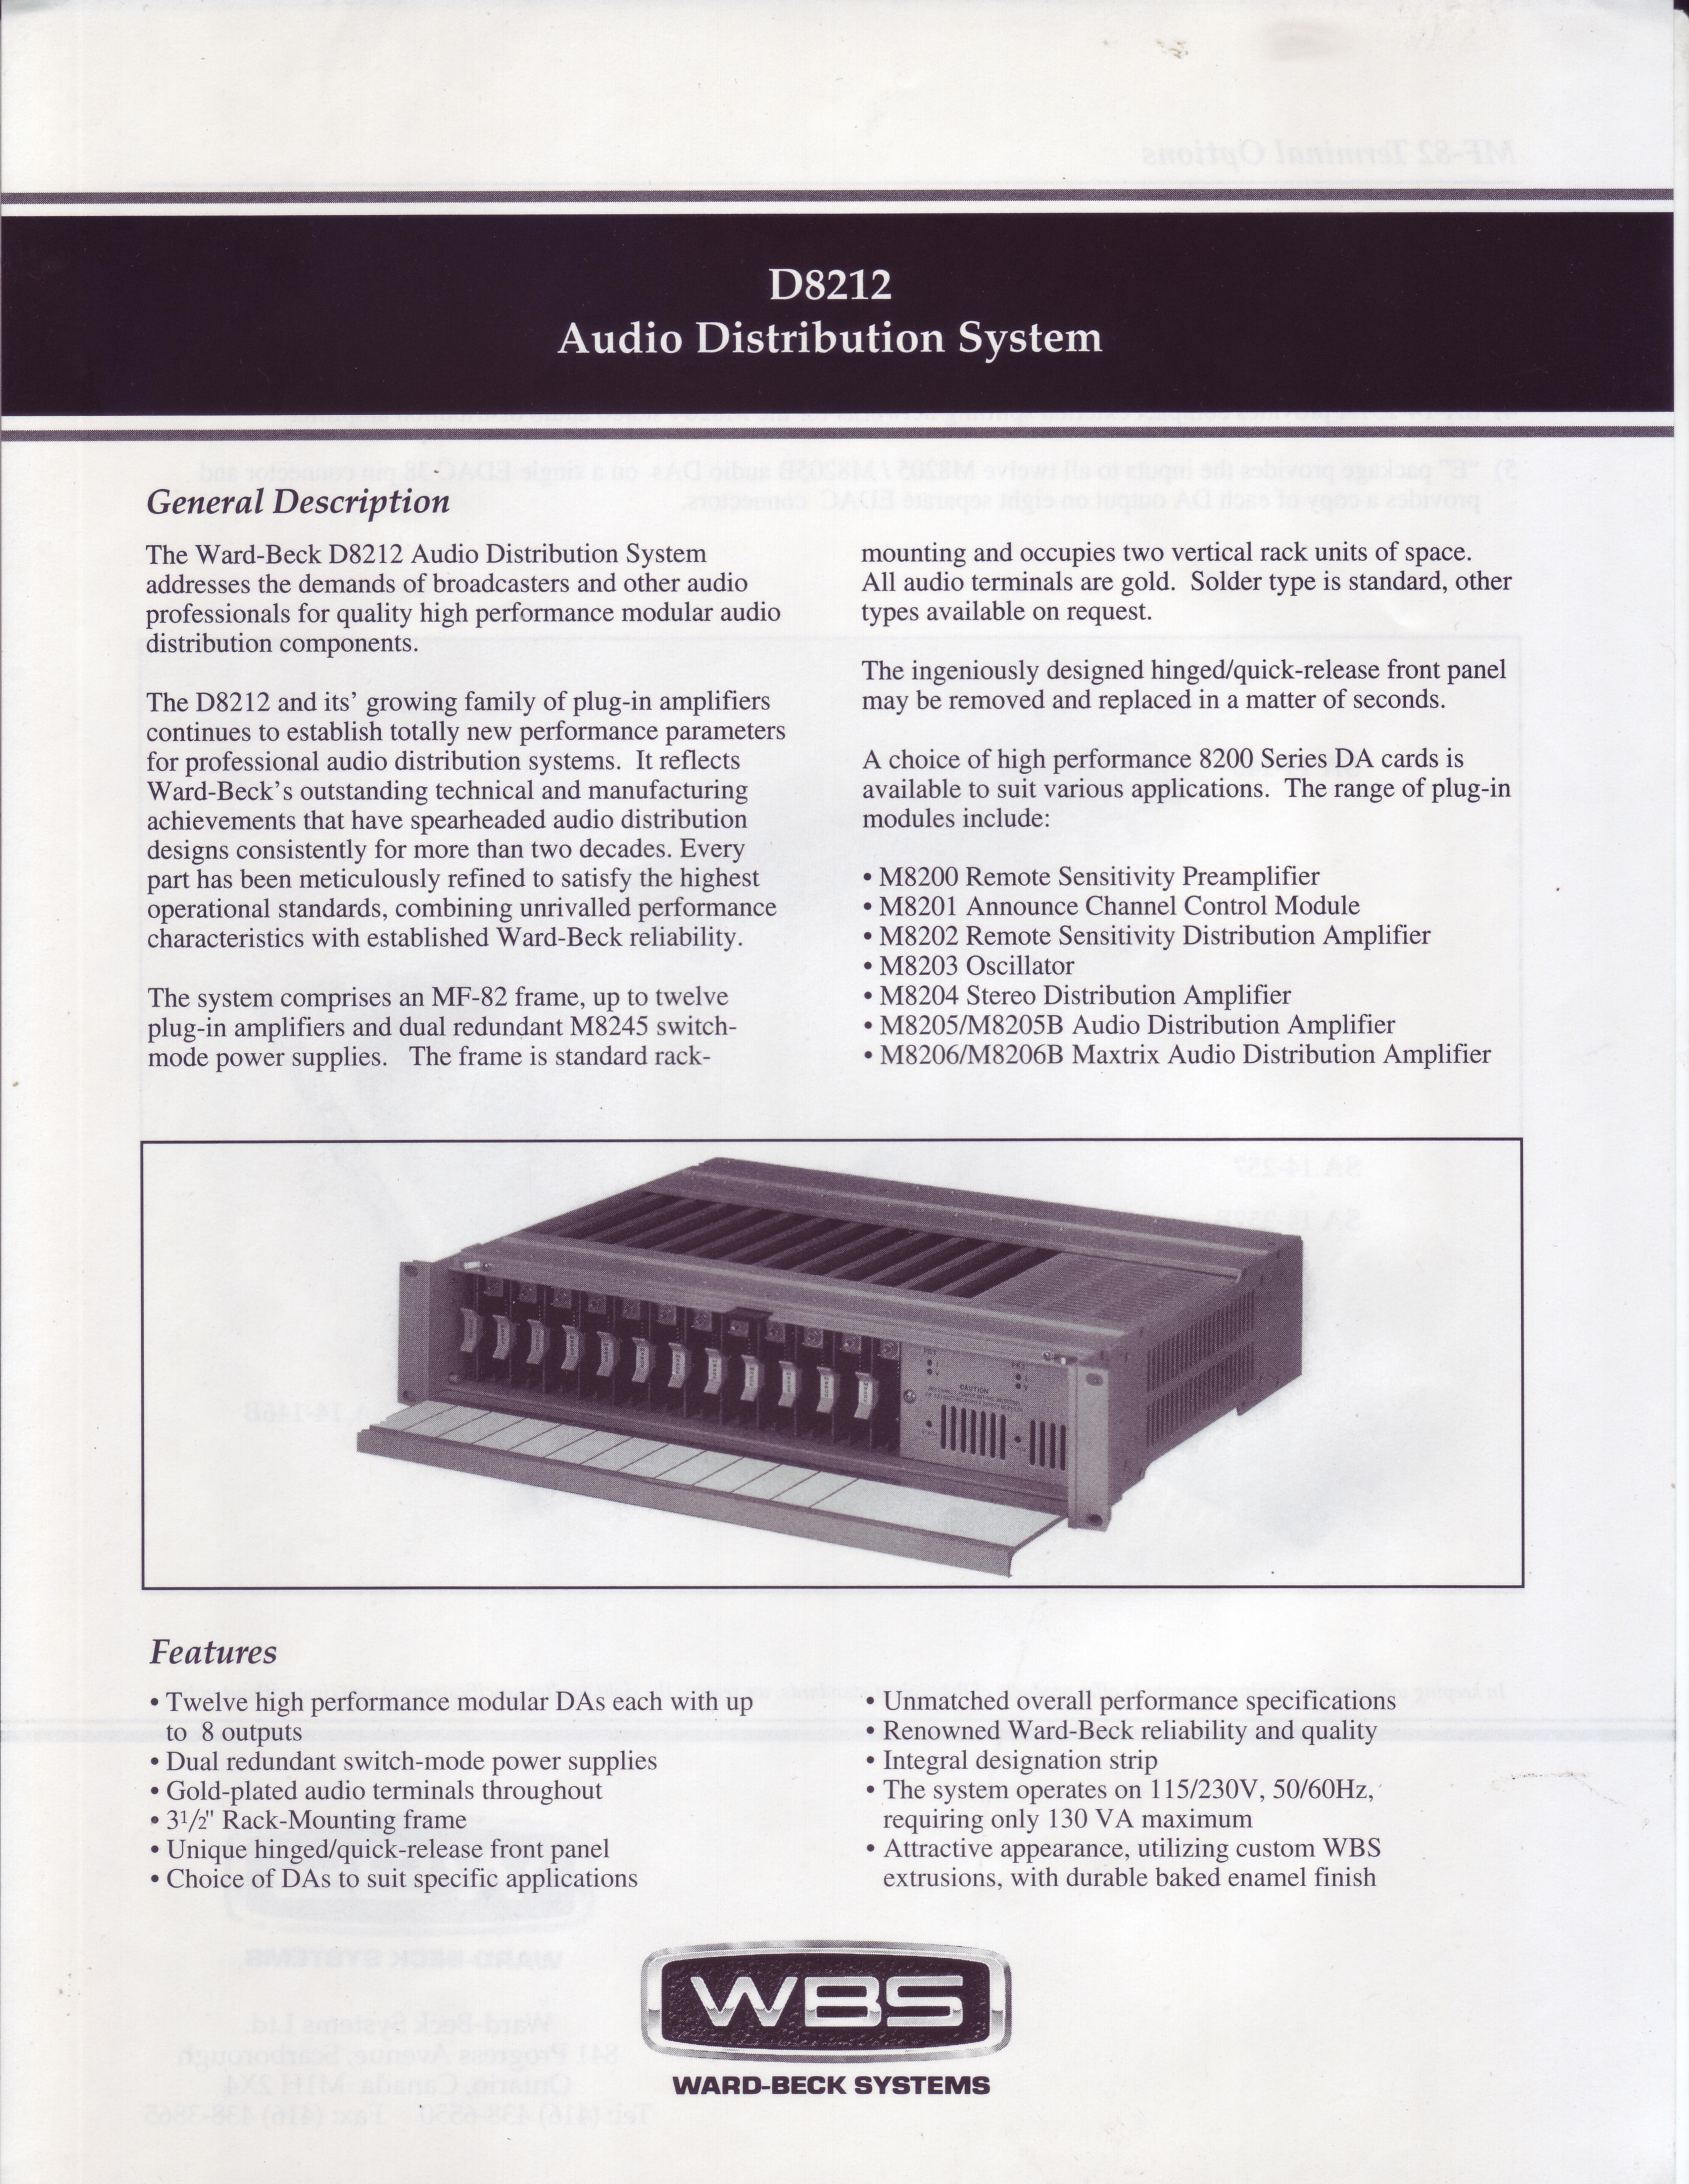 D8212
Audio Distribution System
General Description
The Ward-Beck D8212 Audio Distribution System
addresses the demands of broadcasters and other audio
professionals for quality high performance modular audio
distribution components.
The D8212 and its’ growing family of plug-in amplifiers
continues to establish totally new performance parameters
for professional audio distribution systems.  It reflects
Ward-Beck’s outstanding technical and manufacturing
achievements that have spearheaded audio distribution
designs consistently for more than two decades. Every
part has been meticulously refined to satisfy the highest
operational standards, combining unrivalled performance
characteristics with established Ward-Beck reliability.
The system comprises an MF-82 frame, up to twelve
plug-in amplifiers and dual redundant M8245 switch-
mode power supplies.   The frame is standard rack-
mounting and occupies two vertical rack units of space.
All audio terminals are gold.  Solder type is standard, other
types available on request.
The ingeniously designed hinged/quick-release front panel
may be removed and replaced in a matter of seconds.
A choice of high performance 8200 Series DA cards is
available to suit various applications.  The range of plug-in
modules include:
• M8200 Remote Sensitivity Preamplifier
• M8201 Announce Channel Control Module
• M8202 Remote Sensitivity Distribution Amplifier
• M8203 Oscillator
• M8204 Stereo Distribution Amplifier
• M8205/M8205B Audio Distribution Amplifier
• M8206/M8206B Maxtrix Audio Distribution Amplifier
CAUTION
Features
• Twelve high performance modular DAs each with up
to  8 outputs
• Dual redundant switch-mode power supplies
• Gold-plated audio terminals throughout
• 3 1/2" Rack-Mounting frame
• Unique hinged/quick-release front panel
• Choice of DAs to suit specific applications
• Unmatched overall performance specifications
• Renowned Ward-Beck reliability and quality
• Integral designation strip
• The system operates on 115/230V, 50/60Hz,
requiring only 130 VA maximum
• Attractive appearance, utilizing custom WBS
extrusions, with durable baked enamel finish
WBS
WARD-BECK SYSTEMS